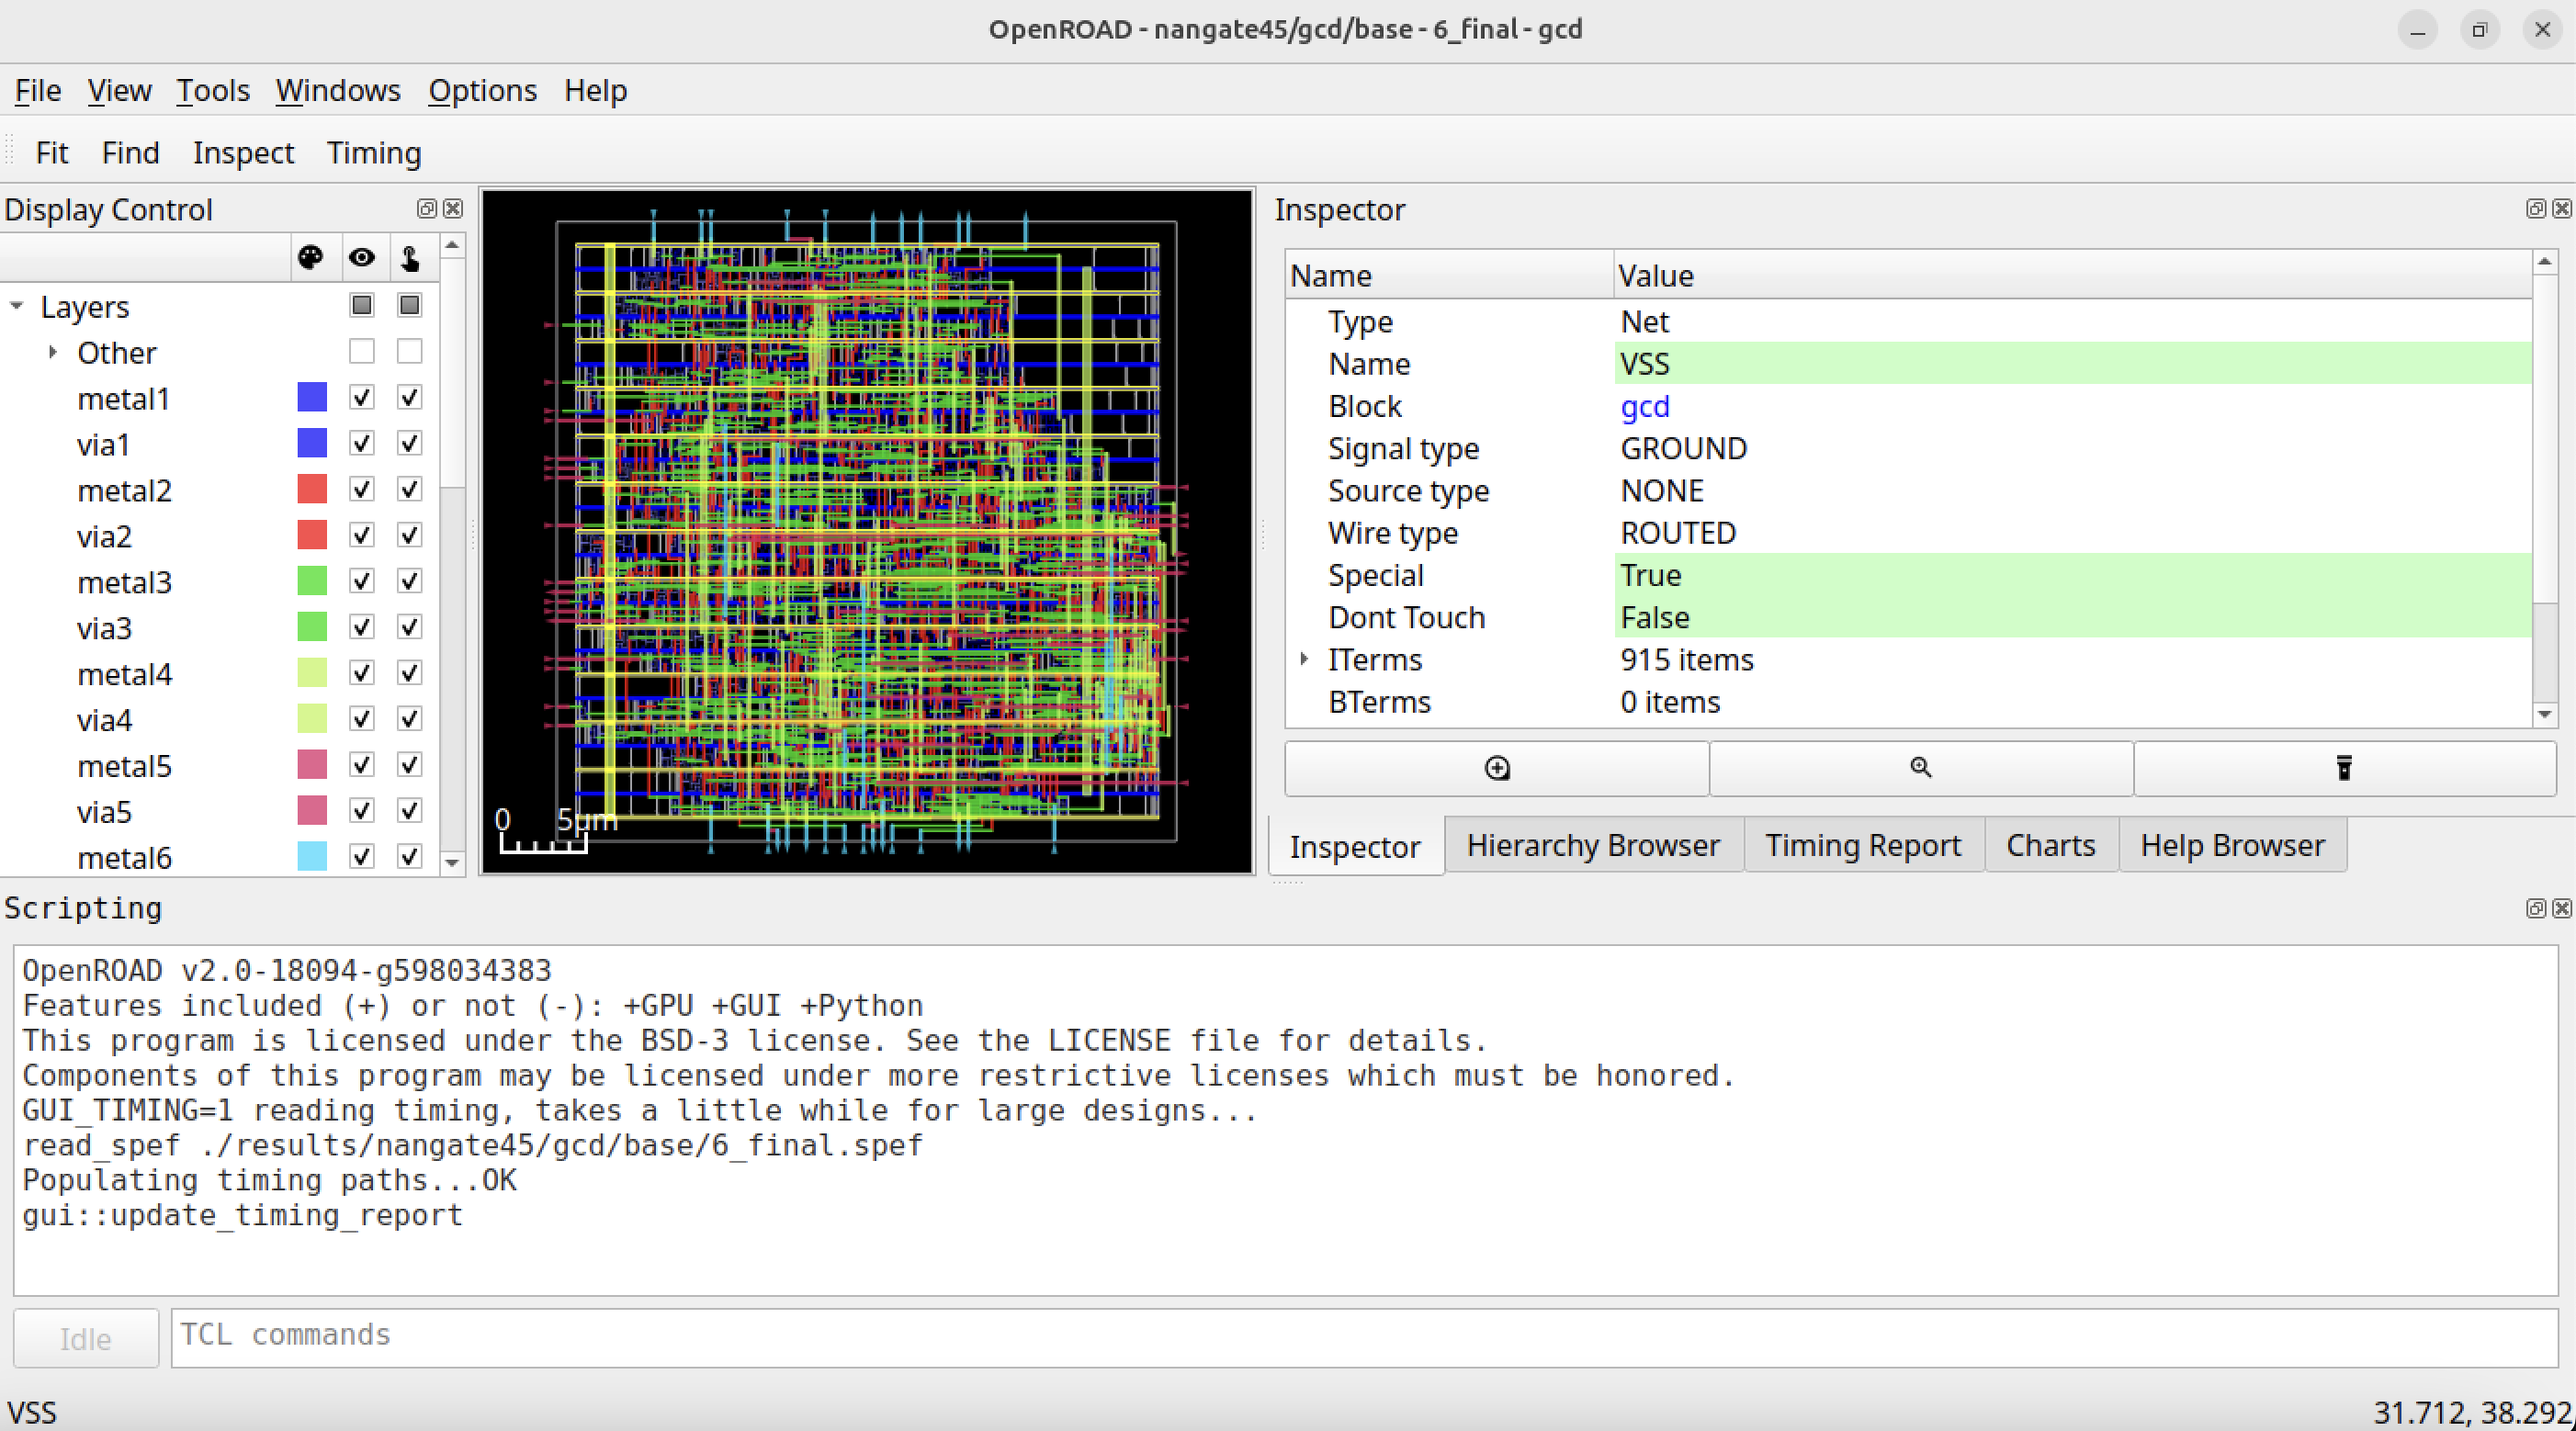 OpenROAD - nangate45/gcd/base - 6_final - gcd
File View Tools Windows Options Help
Fit Find Inspect Timing
Display Control
Layers
Other
metal1
via1
metal2
via2
metal3
via3
metal4
via4
metal5
via5
metal6
0 5μm
Inspector
Name Value
Type Net
Name VSS
Block gcd
Signal type GROUND
Source type NONE
Wire type ROUTED
Special True
Dont Touch False
ITerms 915 items
BTerms 0 items
Inspector Hierarchy Browser Timing Report Charts Help Browser
Scripting
OpenROAD v2.0-18094-g598034383
Features included (+) or not (-): +GPU +GUI +Python
This program is licensed under the BSD-3 license. See the LICENSE file for details.
Components of this program may be licensed under more restrictive licenses which must be honored.
GUI_TIMING=1 reading timing, takes a little while for large designs...
read_spef ./results/nangate45/gcd/base/6_final.spef
Populating timing paths...OK
gui::update_timing_report
Idle TCL commands
VSS 31.712, 38.292